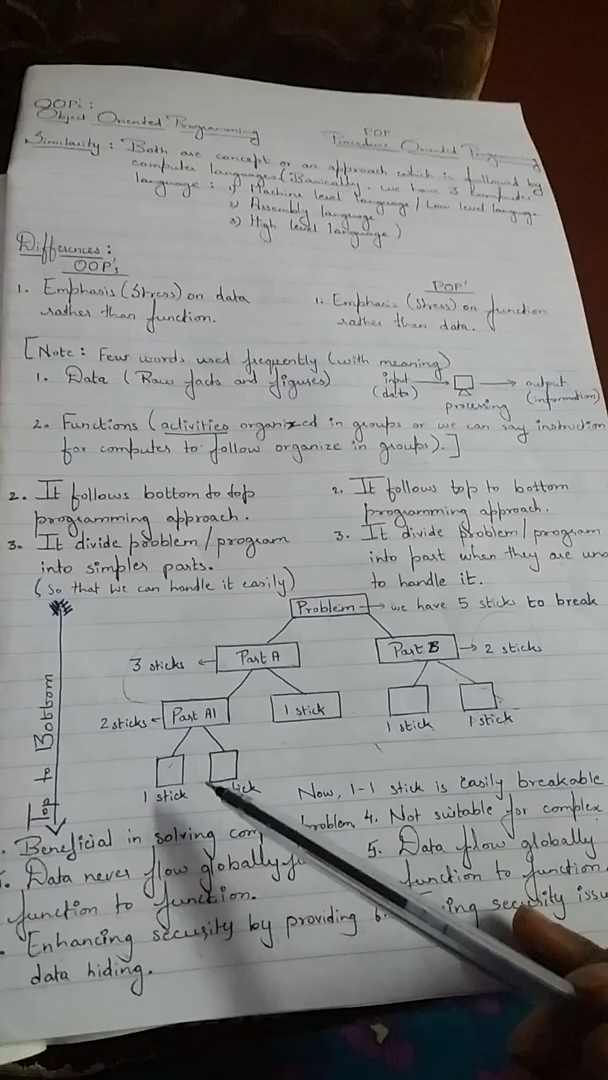 OOPs:
Object Oriented Programming
POP
Procedure Oriented Programming
Similarity: Both are concept or an approach which is followed by
computer languages (Basically. we have 3 computer
language: 1) Machine level language / Low level language
2) Assembly language
3) High level language)
Differences:
OOP's
1. Emphasis (Stress) on data
rather than function.
POP'
1. Emphasis (Stress) on function
rather than data.
[Note: Few words used frequently (with meaning)
1. Data (Raw facts and figures)
input
(data)
processing
output
(information)
2. Functions (activities organized in groups or we can say instruction
for computer to follow organize in groups).]
2. It follows bottom to top
programming approach.
3. It divide problem/program
into simpler parts.
(So that we can handle it easily)
2. It follows top to bottom
programming approach.
3. It divide problem/program
into part when they are
to handle it.
Problem → we have 5 sticks to break
3 sticks ← Part A
Part B → 2 sticks
2 sticks ← Part A1
1 stick
1 stick
1 stick
1 stick
Top to Bottom
Now, 1-1 stick is easily breakable
. Beneficial in solving
problem
. Data never flow globally
function to function.
Enhancing security by providing
data hiding.
4. Not suitable for complex
5. Data flow globally
function to function
6.
security